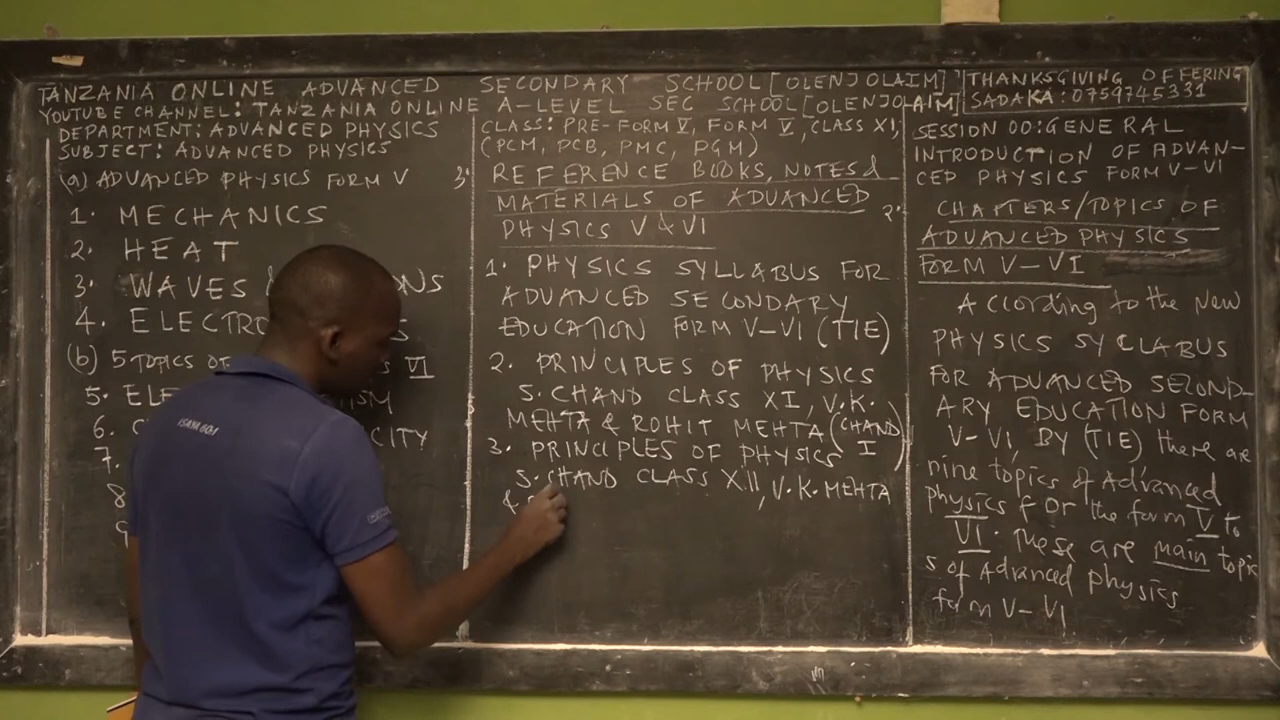 TANZANIA ONLINE ADVANCED SECONDARY SCHOOL [OLENJOLAIM]
YOUTUBE CHANNEL: TANZANIA ONLINE A-LEVEL SEC SCHOOL [OLENJOLAIM]
THANKSGIVING OFFERING
SADAKA: 0759745331
DEPARTMENT: ADVANCED PHYSICS
SUBJECT: ADVANCED PHYSICS
(a) ADVANCED PHYSICS FORM V
1. MECHANICS
2. HEAT
3. WAVES
4. ELECTRO
(b) 5 TOPICS OF VI
5. ELE
6. CITY
7.
8
9
CLASS: PRE-FORM V, FORM V, CLASS XI,
(PCM, PCB, PMC, PGM)
3. REFERENCE BOOKS, NOTES &
MATERIALS OF ADVANCED
PHYSICS V & VI
1. PHYSICS SYLLABUS FOR
ADVANCED SECONDARY
EDUCATION FORM V-VI (TIE)
2. PRINCIPLES OF PHYSICS
S. CHAND CLASS XI, V.K.
MEHTA & ROHIT MEHTA (CHAND)
3. PRINCIPLES OF PHYSICS I
S. CHAND CLASS XII, V.K. MEHTA
&
SESSION 00: GENERAL
INTRODUCTION OF ADVAN-
CED PHYSICS FORM V-VI
2. CHAPTERS/TOPICS OF
ADVANCED PHYSICS
FORM V-VI
Acciording to the new
PHYSICS SYLLABUS
FOR ADVANCED SECOND-
ARY EDUCATION FORM
V-VI, BY (TIE) there are
nine topics of Advanced
physics for the form V to
VI. These are main topic
s of Advanced physics
form V-VI